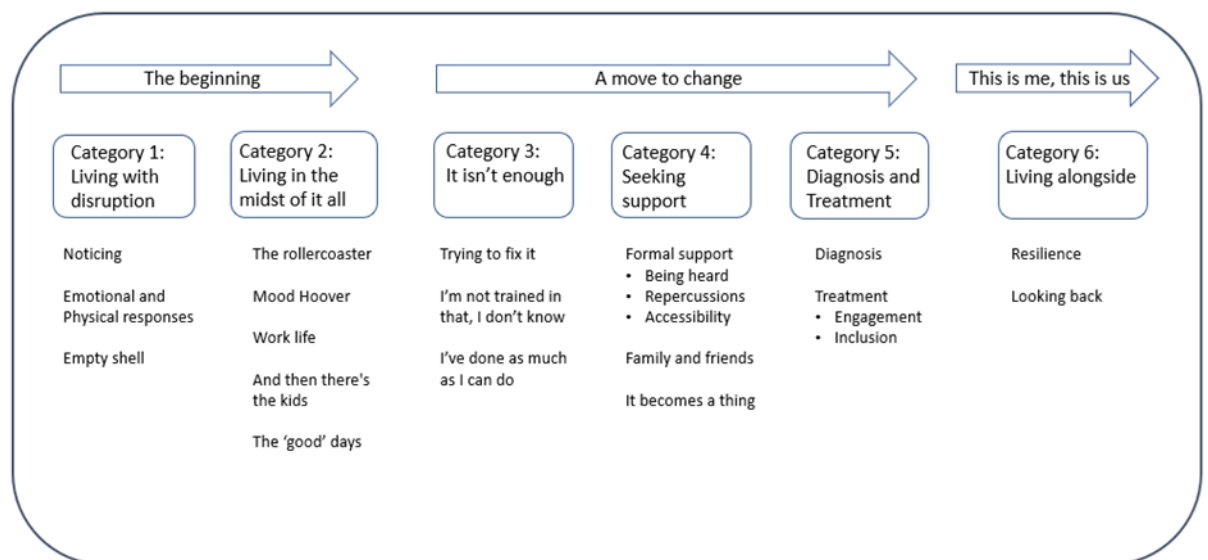 The beginning
A move to change
This is me, this is us
Category 1:
Living with
disruption
Category 2:
Living in the
midst of it all
Category 3:
It isn't enough
Category 4:
Seeking
support
Category 5:
Diagnosis and
Treatment
Category 6:
Living alongside
Noticing
Emotional and
Physical responses
Empty shell
The rollercoaster
Mood Hoover
Work life
And then there's
the kids
The 'good' days
Trying to fix it
I'm not trained in
that, I don't know
I've done as much
as I can do
Formal support
• Being heard
• Repercussions
• Accessibility
Family and friends
It becomes a thing
Diagnosis
Treatment
• Engagement
• Inclusion
Resilience
Looking back